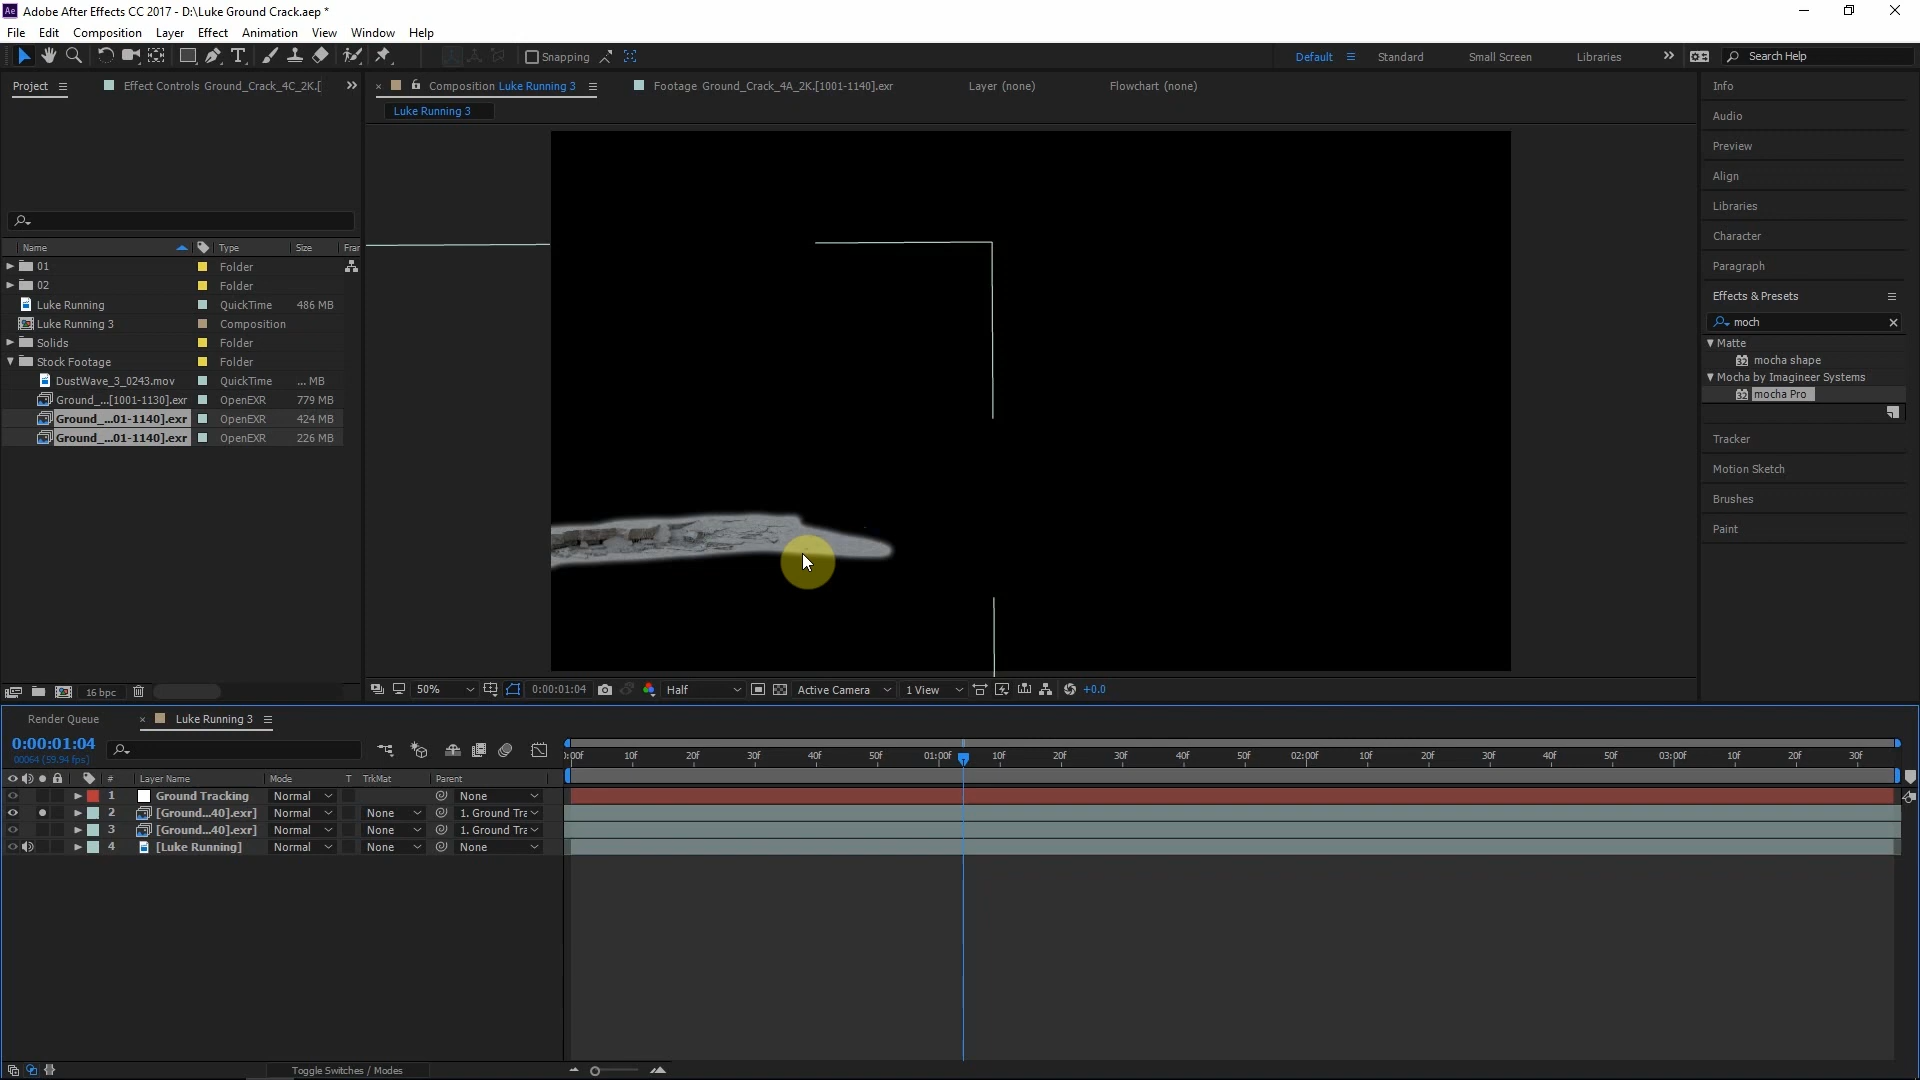 Adobe After Effects CC 2017 - D:\Luke Ground Crack.aep *
File Edit Composition Layer Effect Animation View Window Help
Snapping
Default Standard Small Screen Libraries Search Help
Project Effect Controls Ground_Crack_4C_2K.[
Composition Luke Running 3
Footage Ground_Crack_4A_2K.[1001-1140].exr
Layer (none)
Flowchart (none)
Luke Running 3
Name Type Size Frar
01 Folder
02 Folder
Luke Running QuickTime 486 MB
Luke Running 3 Composition
Solids Folder
Stock Footage Folder
DustWave_3_0243.mov QuickTime ... MB
Ground_...[1001-1130].exr OpenEXR 779 MB
Ground_...01-1140].exr OpenEXR 424 MB
Ground_...01-1140].exr OpenEXR 226 MB
16 bpc
50% 0:00:01:04 Half Active Camera 1 View +0.0
Info
Audio
Preview
Align
Libraries
Character
Paragraph
Effects & Presets
moch
Matte
mocha shape
Mocha by Imagineer Systems
mocha Pro
Tracker
Motion Sketch
Brushes
Paint
Render Queue Luke Running 3
0:00:01:04
00064 (59.94 fps)
# Layer Name Mode T TrkMat Parent
1 Ground Tracking Normal None
2 [Ground...40].exr] Normal None 1. Ground Tra
3 [Ground...40].exr] Normal None 1. Ground Tra
4 [Luke Running] Normal None None
):00f 10f 20f 30f 40f 50f 01:00f 10f 20f 30f 40f 50f 02:00f 10f 20f 30f 40f 50f 03:00f 10f 20f 30f
Toggle Switches / Modes